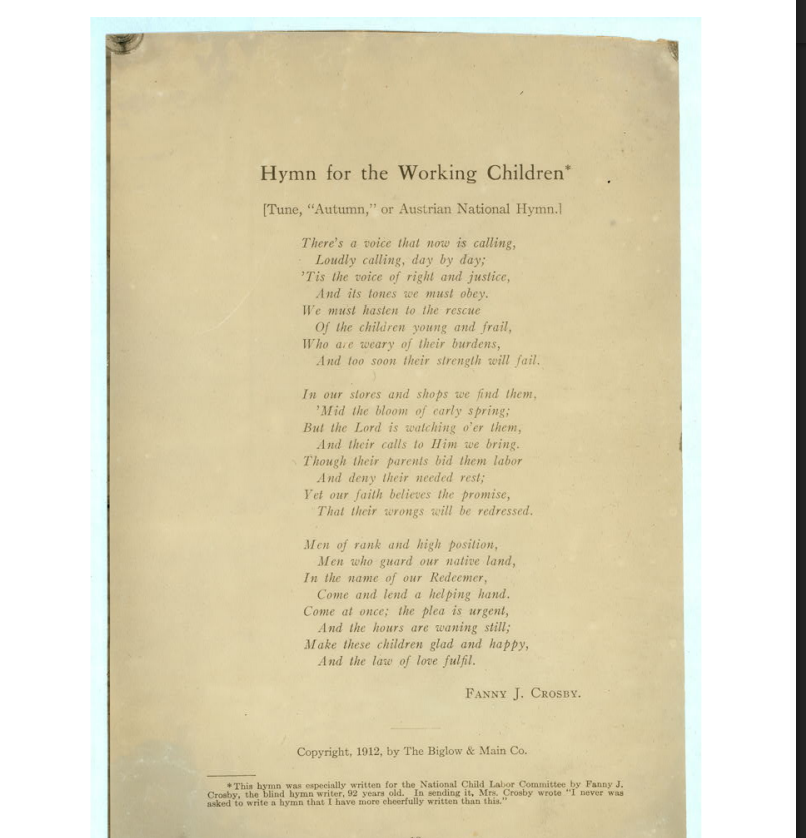 Hymn for the Working Children*
[Tune, "Autumn," or Austrian National Hymn.]
There's a voice that now is calling,
Loudly calling, day by day;
'Tis the voice of right and justice,
And its tones we must obey.
We must hasten to the rescue
Of the children young and frail,
Who are weary of their burdens,
And too soon their strength will fail.
In our stores and shops we find them,
'Mid the bloom of early spring;
But the Lord is watching o'er them,
And their calls to Him we bring.
Though their parents bid them labor
And deny their needed rest;
Yet our faith believes the promise,
That their wrongs will be redressed.
Men of rank and high position,
Men who guard our native land,
In the name of our Redeemer,
Come and lend a helping hand.
Come at once; the plea is urgent,
And the hours are waning still;
Make these children glad and happy,
And the law of love fulfil.
Fanny J. Crosby.
Copyright, 1912, by The Biglow & Main Co.
*This hymn was especially written for the National Child Labor Committee by Fanny J.
Crosby, the blind hymn writer, 92 years old. In sending it, Mrs. Crosby wrote "I never was
asked to write a hymn that I have more cheerfully written than this."